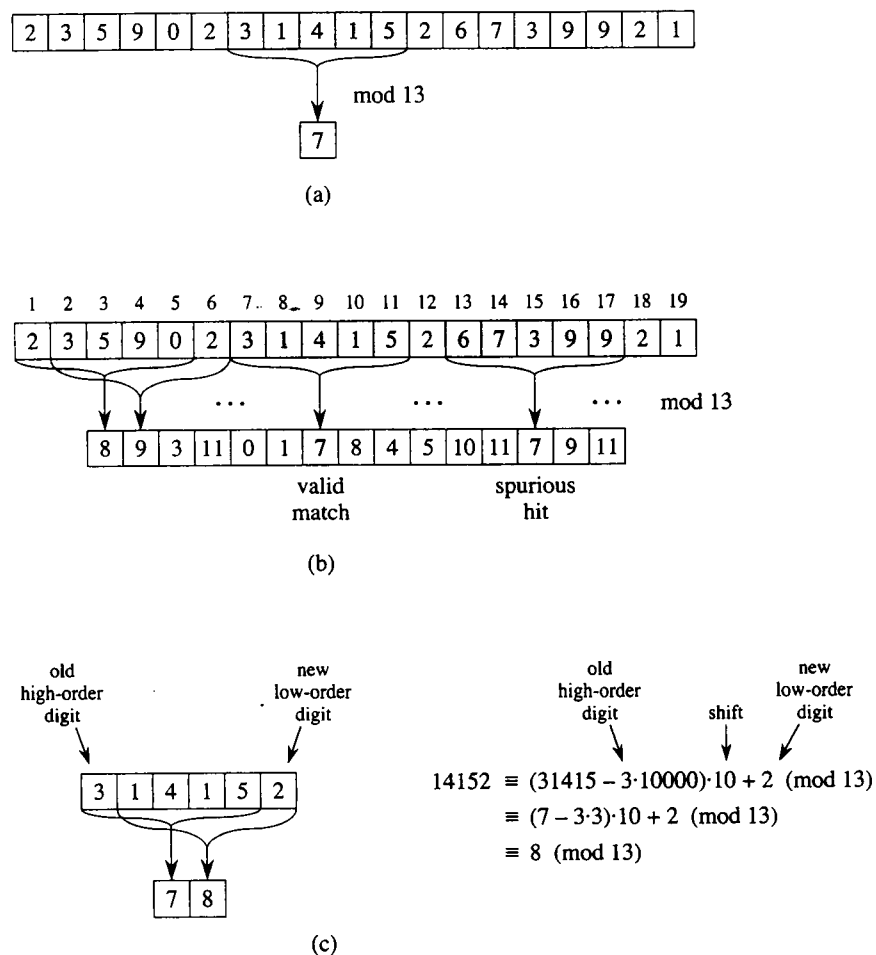 2 3 5 9 0 2 3 1 4 1 5 2 6 7 3 9 9 2 1
mod 13
7
(a)
1 2 3 4 5 6 7 8 9 10 11 12 13 14 15 16 17 18 19
2 3 5 9 0 2 3 1 4 1 5 2 6 7 3 9 9 2 1
... ... ... mod 13
8 9 3 11 0 1 7 8 4 5 10 11 7 9 11
valid match
spurious hit
(b)
old high-order digit
new low-order digit
3 1 4 1 5 2
7 8
old high-order digit
shift
new low-order digit
14152 ≡ (31415 – 3·10000)·10 + 2 (mod 13)
≡ (7 – 3·3)·10 + 2 (mod 13)
≡ 8 (mod 13)
(c)